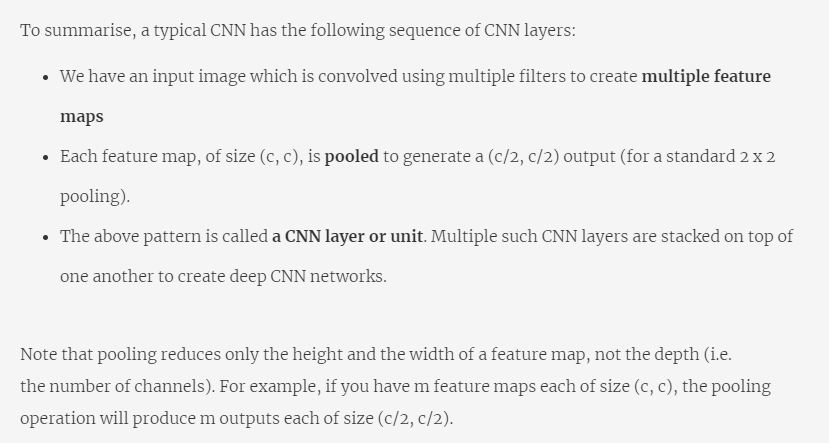 To summarise, a typical CNN has the following sequence of CNN layers:
• We have an input image which is convolved using multiple filters to create multiple feature
maps
• Each feature map, of size (c, c), is pooled to generate a (c/2, c/2) output (for a standard 2 x 2
pooling).
• The above pattern is called a CNN layer or unit. Multiple such CNN layers are stacked on top of
one another to create deep CNN networks.
Note that pooling reduces only the height and the width of a feature map, not the depth (i.e.
the number of channels). For example, if you have m feature maps each of size (c, c), the pooling
operation will produce m outputs each of size (c/2, c/2).